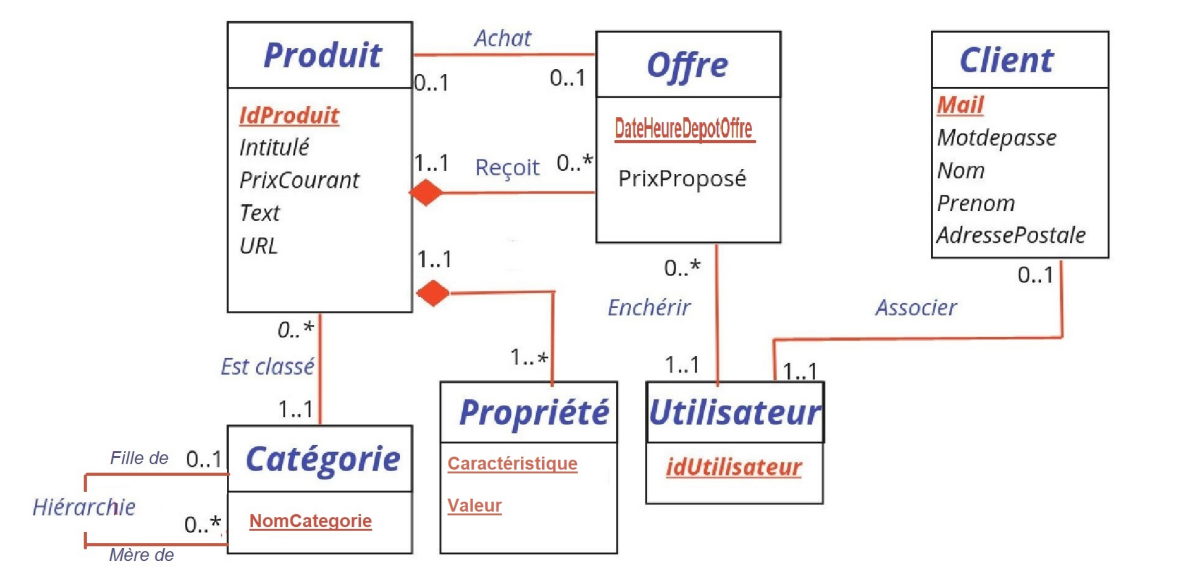 Produit
IdProduit
Intitulé
PrixCourant
Text
URL
Achat
0..1
0..1
1..1
Reçoit
0..*
1..1
Offre
DateHeureDepotOffre
PrixProposé
Client
Mail
Motdepasse
Nom
Prenom
AdressePostale
0..*
Enchérir
1..1
0..1
Associer
1..1
0..*
Est classé
1..1
1..*
Propriété
Caractéristique
Valeur
Utilisateur
idUtilisateur
Catégorie
NomCategorie
Fille de
0..1
Hiérarchie
0..*
Mère de